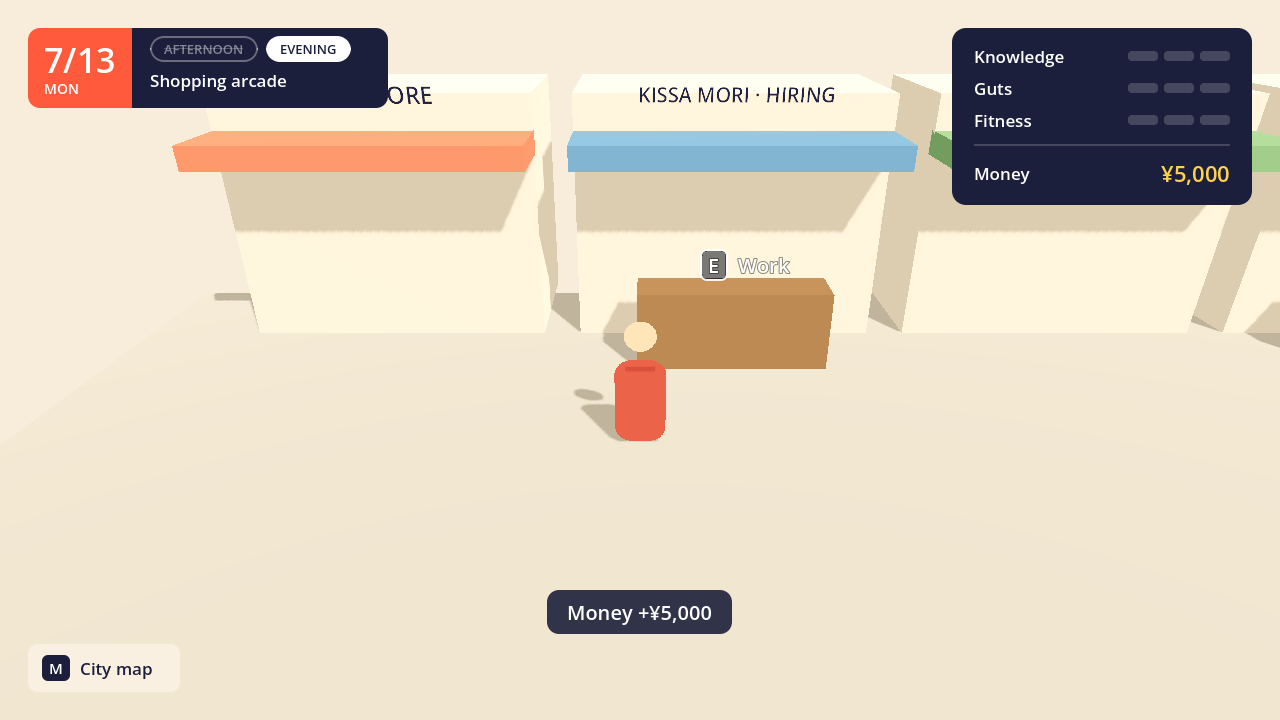 7/13
MON
AFTERNOON
EVENING
Shopping arcade
ORE
KISSA MORI · HIRING
Knowledge
Guts
Fitness
Money ¥5,000
E Work
Money +¥5,000
M City map